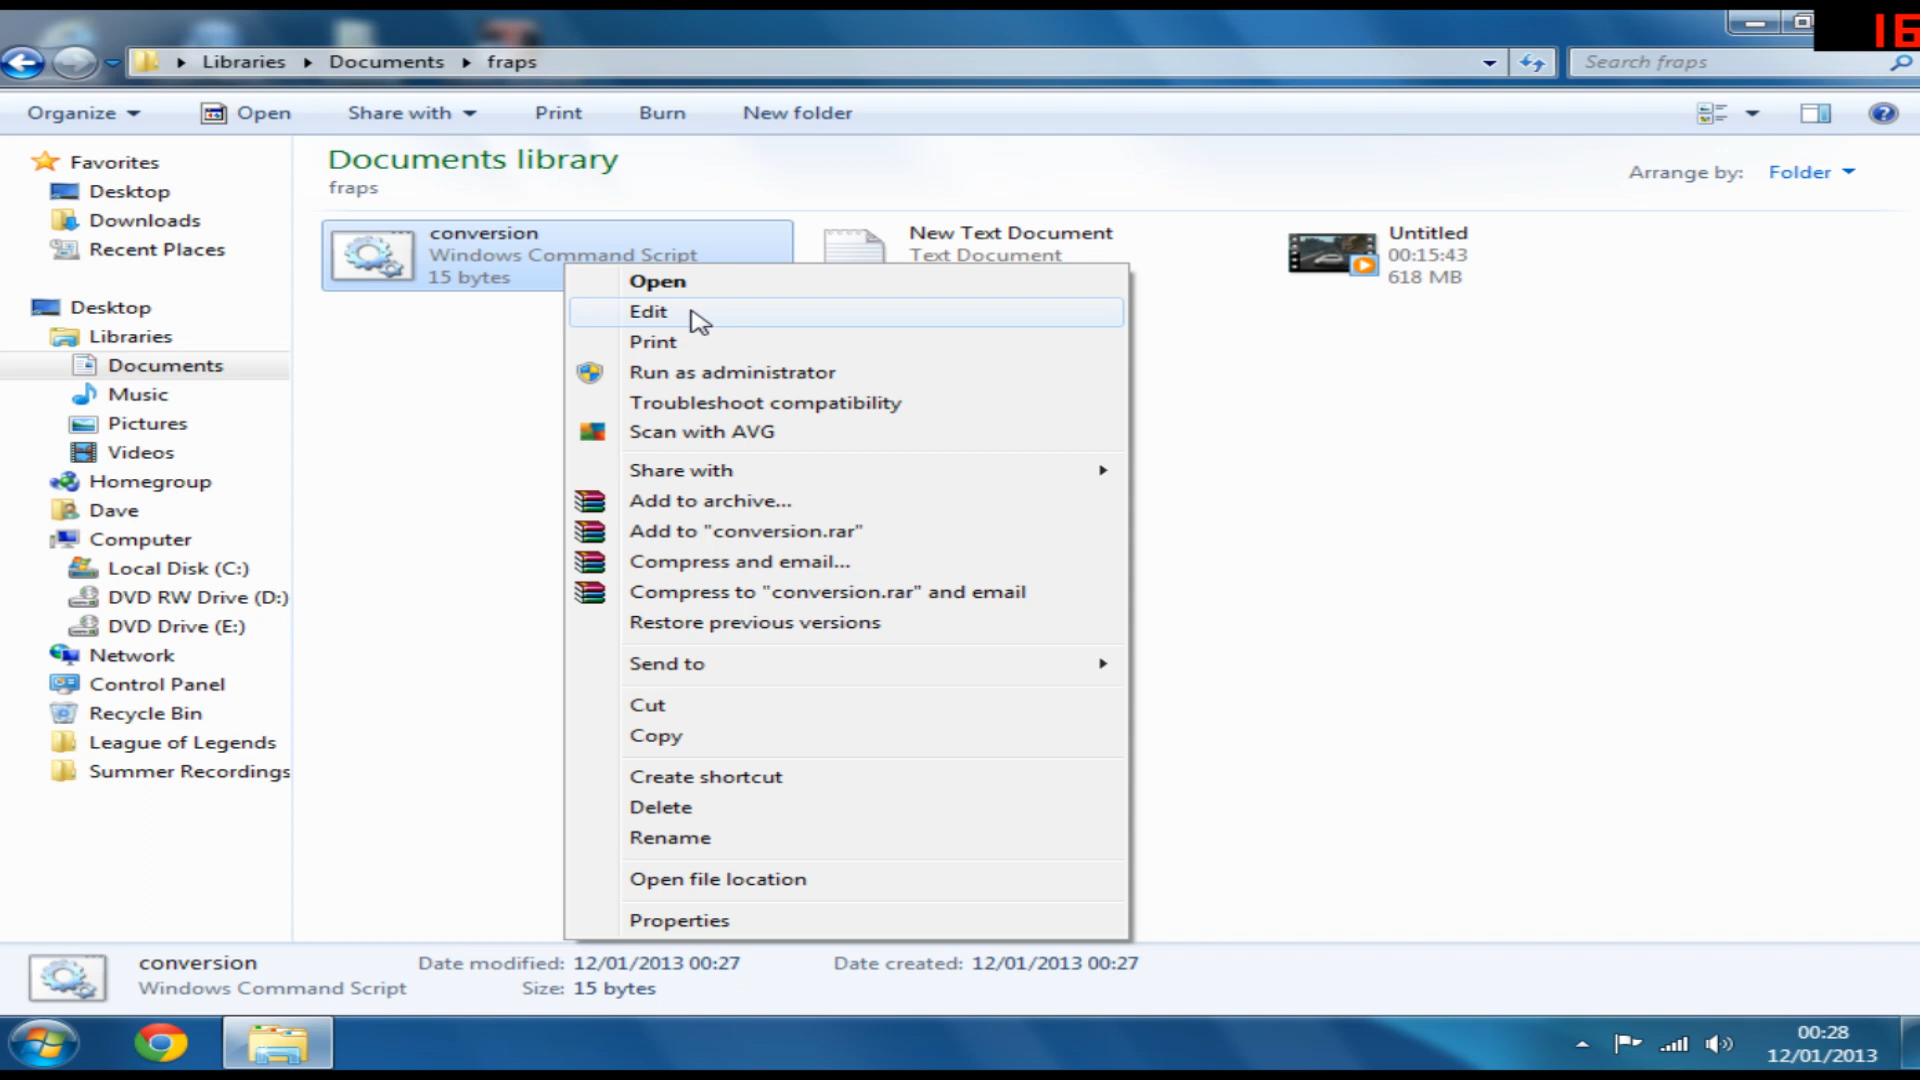 16
Libraries
Documents
fraps
Search fraps
Organize
Open
Share with
Print
Burn
New folder
Documents library
fraps
Arrange by:
Folder
Favorites
Desktop
Downloads
Recent Places
Desktop
Libraries
Documents
Music
Pictures
Videos
Homegroup
Dave
Computer
Local Disk (C:)
DVD RW Drive (D:)
DVD Drive (E:)
Network
Control Panel
Recycle Bin
League of Legends
Summer Recordings
conversion
Windows Command Script
15 bytes
New Text Document
Text Document
Untitled
00:15:43
618 MB
Open
Edit
Print
Run as administrator
Troubleshoot compatibility
Scan with AVG
Share with
Add to archive...
Add to "conversion.rar"
Compress and email...
Compress to "conversion.rar" and email
Restore previous versions
Send to
Cut
Copy
Create shortcut
Delete
Rename
Open file location
Properties
conversion
Windows Command Script
Date modified: 12/01/2013 00:27
Size: 15 bytes
Date created: 12/01/2013 00:27
00:28
12/01/2013